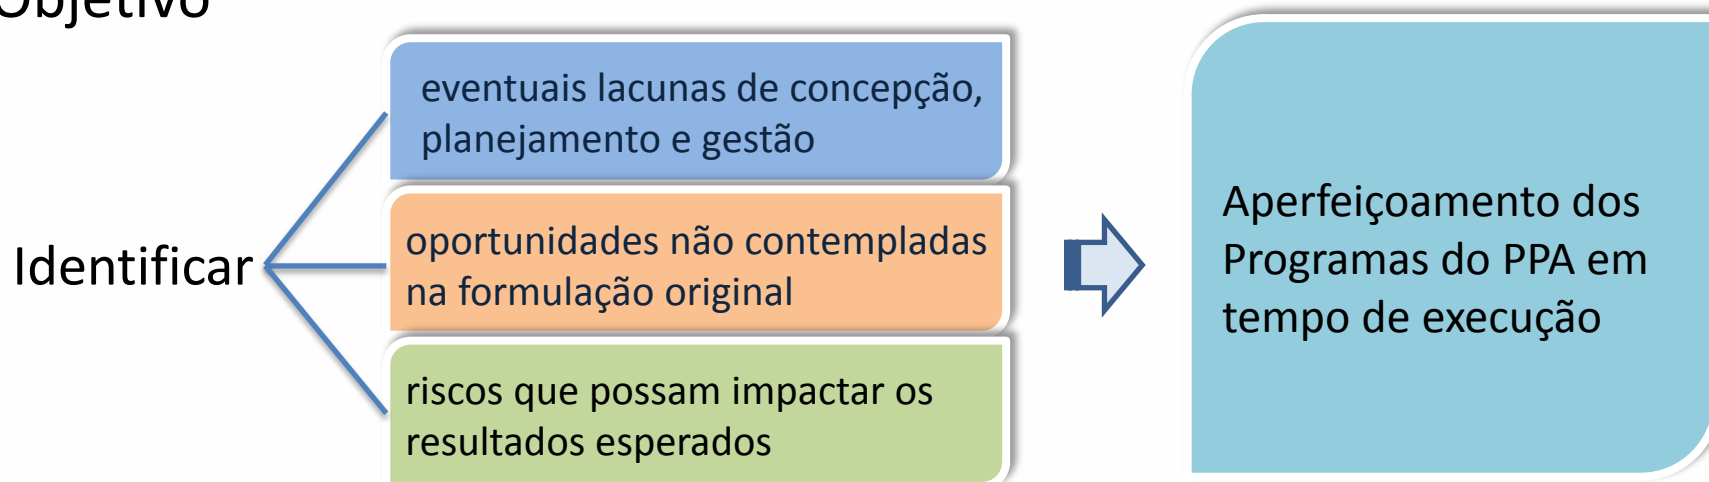 Objetivo
eventuais lacunas de concepção,
planejamento e gestão
Identificar
oportunidades não contempladas
na formulação original
riscos que possam impactar os
resultados esperados
Aperfeiçoamento dos
Programas do PPA em
tempo de execução